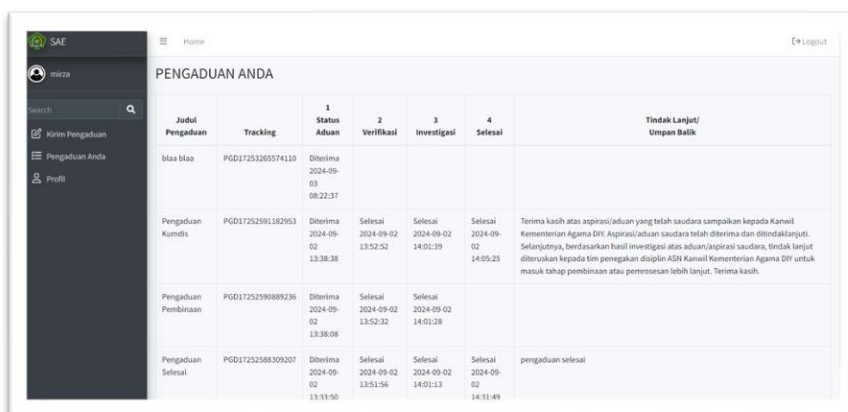 SAE
Home
Logout
mirza
PENGADUAN ANDA
Search
Kirim Pengaduan
Pengaduan Anda
Profil
Judul Pengaduan
Tracking
1 Status Aduan
2 Verifikasi
3 Investigasi
4 Selesai
Tindak Lanjut/ Umpan Balik
blaa blaa
PGD17253265574110
Diterima
2024-09-
03
08:22:37
Pengaduan
Kumdis
PGD17252591182953
Diterima
2024-09-
02
13:38:38
Selesai
2024-09-02
13:52:52
Selesai
2024-09-02
14:01:39
Selesai
2024-09-
02
14:05:25
Terima kasih atas aspirasi/aduan yang telah saudara sampaikan kepada Kanwil
Kementerian Agama DIY. Aspirasi/aduan saudara telah diterima dan ditindaklanjuti.
Selanjutnya, berdasarkan hasil investigasi atas aduan/aspirasi saudara, tindak lanjut
diteruskan kepada tim penegakan disiplin ASN Kanwil Kementerian Agama DIY untuk
masuk tahap pembinaan atau pemrosesan lebih lanjut. Terima kasih.
Pengaduan
Pembinaan
PGD17252590889236
Diterima
2024-09-
02
13:38:08
Selesai
2024-09-02
13:52:32
Selesai
2024-09-02
14:01:28
Pengaduan
Selesai
PGD17252588309207
Diterima
2024-09-
02
13:33:50
Selesai
2024-09-02
13:51:56
Selesai
2024-09-02
14:01:13
Selesai
2024-09-
02
14:31:49
pengaduan selesai